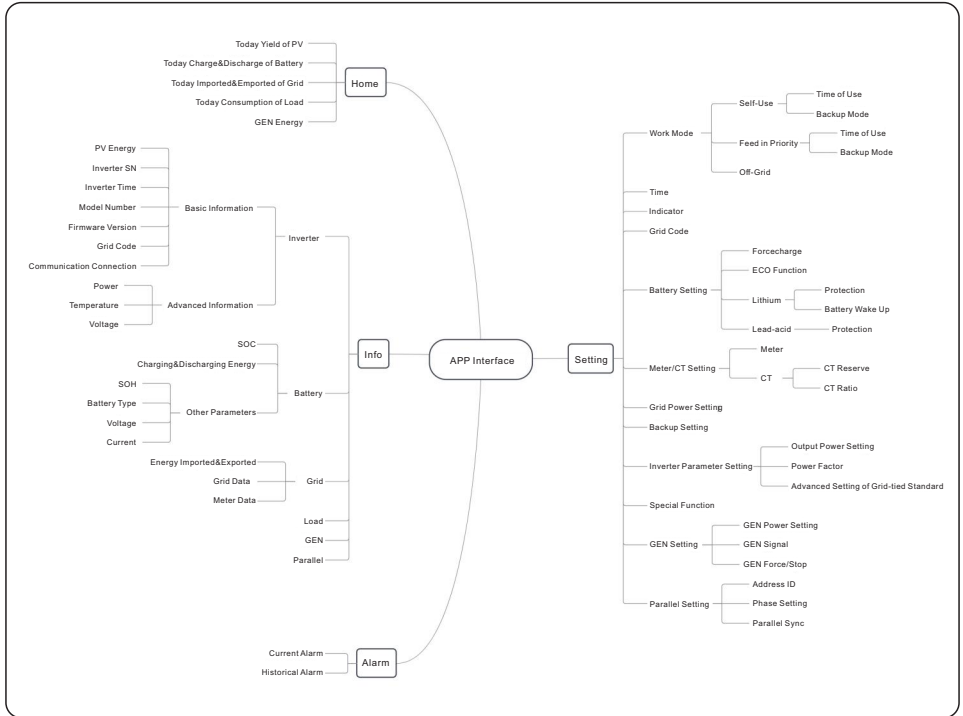 Today Yield of PV
Today Charge&Discharge of Battery
Today Imported&Emported of Grid
Today Consumption of Load
GEN Energy
Home
PV Energy
Inverter SN
Inverter Time
Model Number
Firmware Version
Grid Code
Communication Connection
Basic Information
Power
Temperature
Voltage
Advanced Information
Inverter
SOC
Charging&Discharging Energy
SOH
Battery Type
Voltage
Current
Other Parameters
Battery
Energy Imported&Exported
Grid Data
Meter Data
Grid
Load
GEN
Parallel
Info
Current Alarm
Historical Alarm
Alarm
APP Interface
Setting
Work Mode
Self-Use
Time of Use
Backup Mode
Feed in Priority
Time of Use
Backup Mode
Off-Grid
Time
Indicator
Grid Code
Battery Setting
Forcecharge
ECO Function
Lithium
Protection
Battery Wake Up
Lead-acid
Protection
Meter/CT Setting
Meter
CT
CT Reserve
CT Ratio
Grid Power Setting
Backup Setting
Inverter Parameter Setting
Output Power Setting
Power Factor
Advanced Setting of Grid-tied Standard
Special Function
GEN Setting
GEN Power Setting
GEN Signal
GEN Force/Stop
Parallel Setting
Address ID
Phase Setting
Parallel Sync